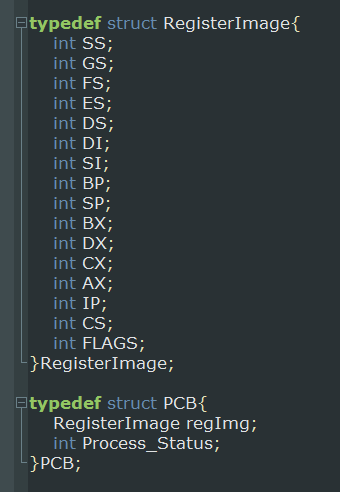 typedef struct RegisterImage{
int SS;
int GS;
int FS;
int ES;
int DS;
int DI;
int SI;
int BP;
int SP;
int BX;
int DX;
int CX;
int AX;
int IP;
int CS;
int FLAGS;
}RegisterImage;
typedef struct PCB{
RegisterImage regImg;
int Process_Status;
}PCB;